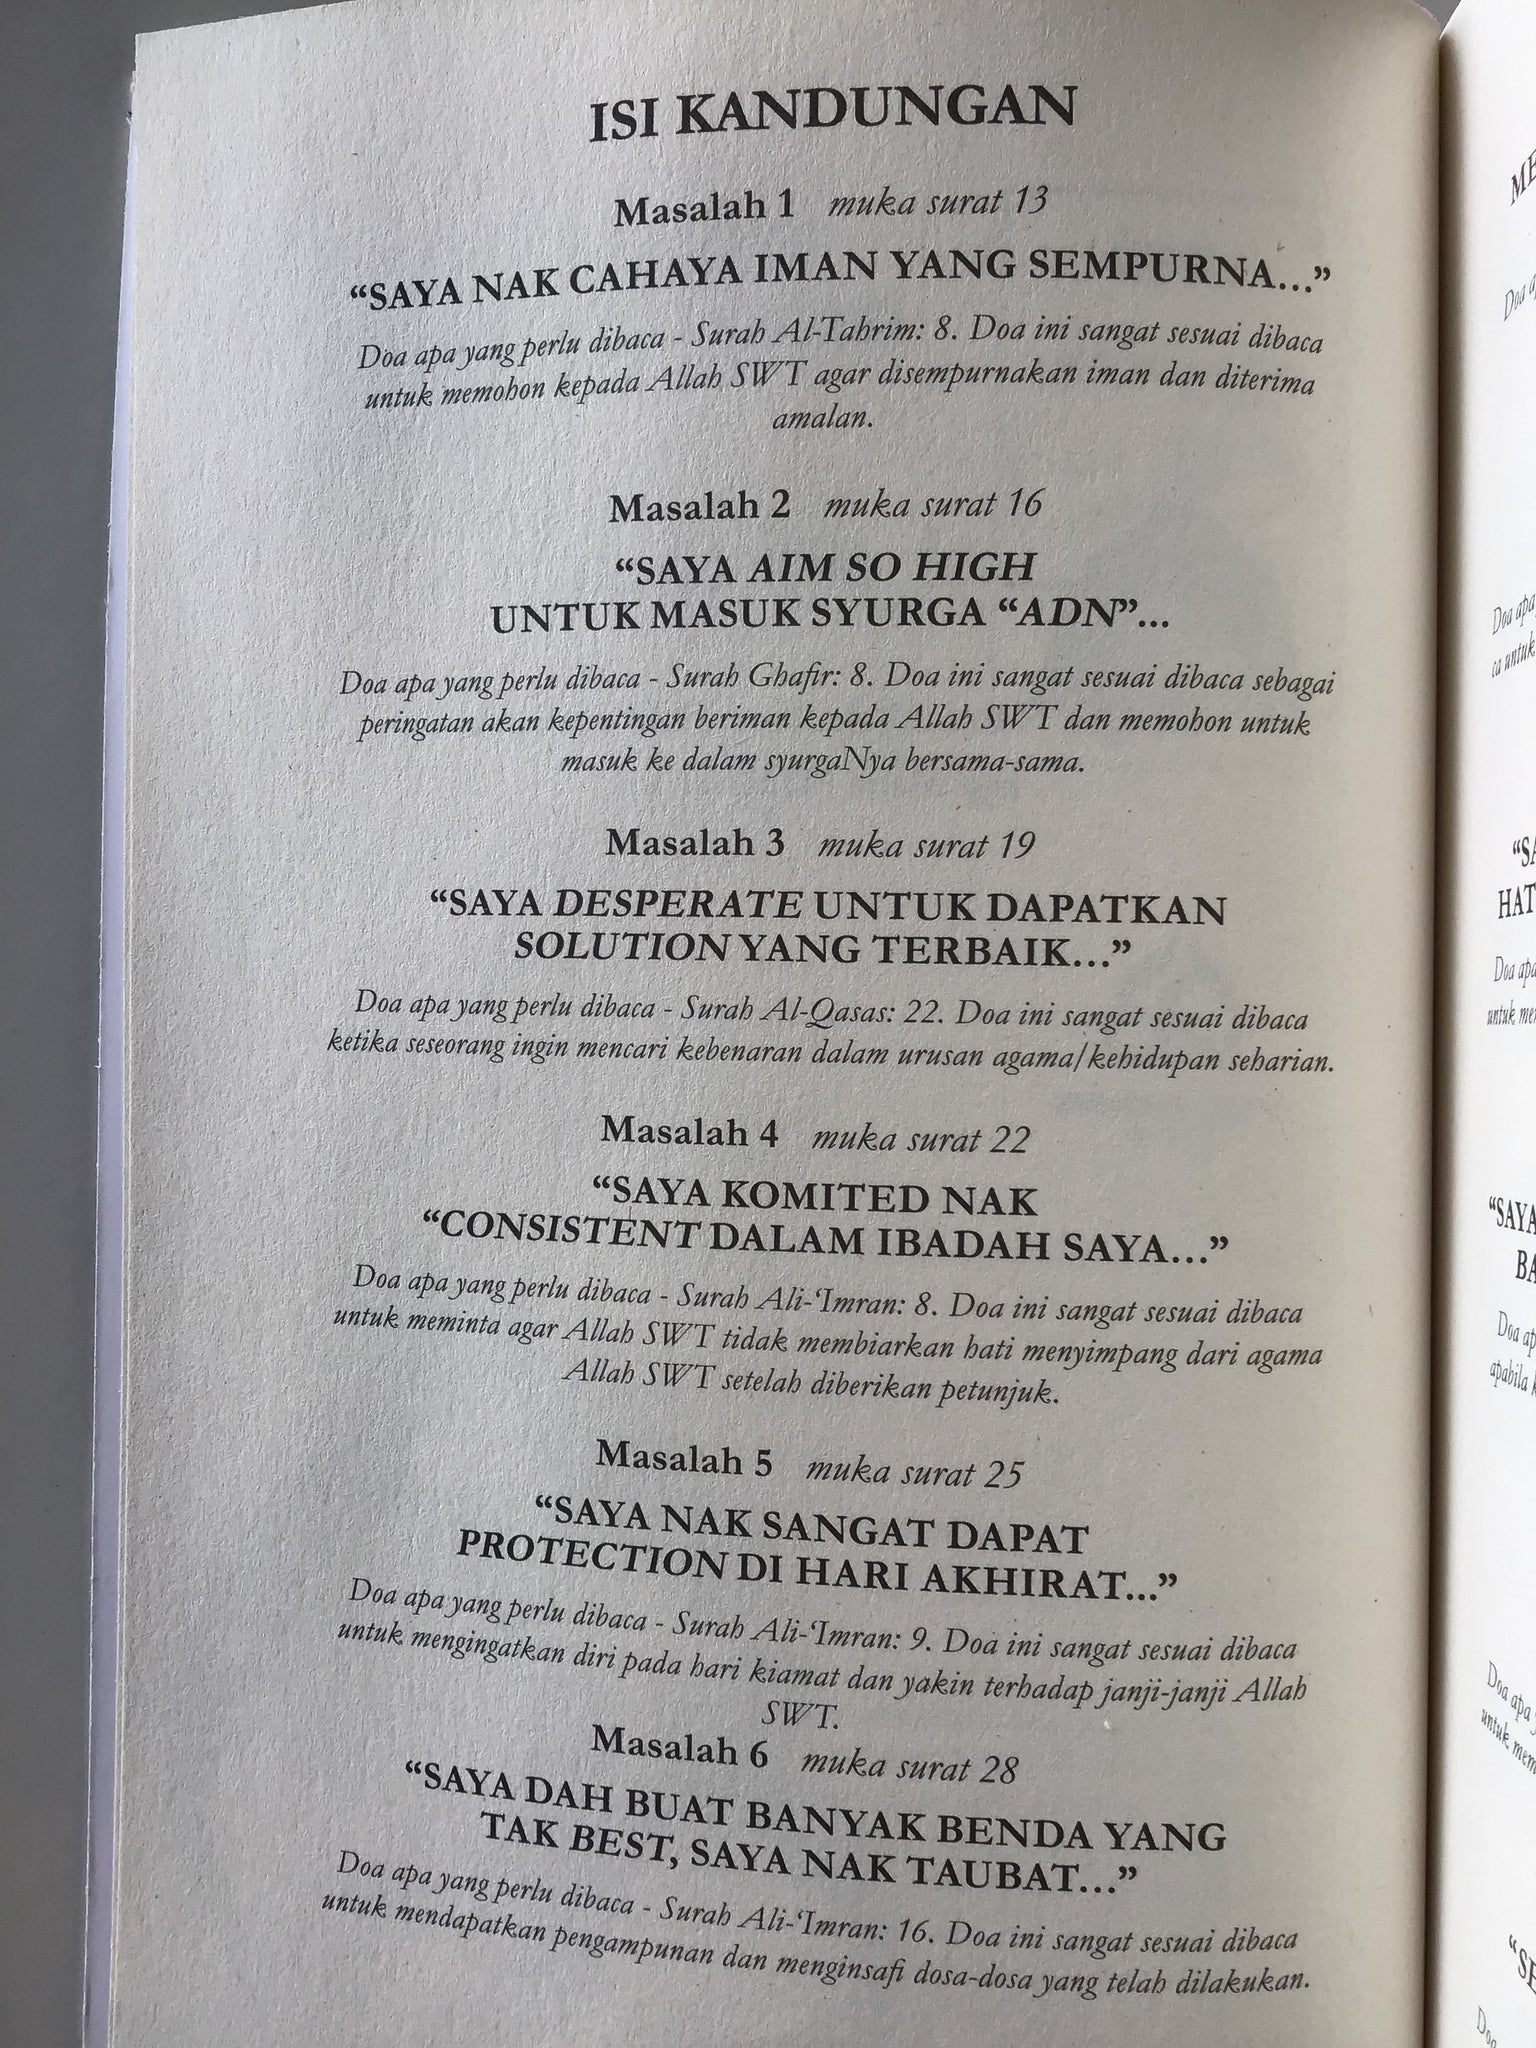 ISI KANDUNGAN
Masalah 1 muka surat 13
“SAYA NAK CAHAYA IMAN YANG SEMPURNA...”
Doa apa yang perlu dibaca - Surah Al-Tahrim: 8. Doa ini sangat sesuai dibaca
untuk memohon kepada Allah SWT agar disempurnakan iman dan diterima
amalan.
Masalah 2 muka surat 16
“SAYA AIM SO HIGH
UNTUK MASUK SYURGA “ADN”...
Doa apa yang perlu dibaca - Surah Ghafir: 8. Doa ini sangat sesuai dibaca sebagai
peringatan akan kepentingan beriman kepada Allah SWT dan memohon untuk
masuk ke dalam syurgaNya bersama-sama.
Masalah 3 muka surat 19
“SAYA DESPERATE UNTUK DAPATKAN
SOLUTION YANG TERBAIK...”
Doa apa yang perlu dibaca - Surah Al-Qasas: 22. Doa ini sangat sesuai dibaca
ketika seseorang ingin mencari kebenaran dalam urusan agama/kehidupan seharian.
Masalah 4 muka surat 22
“SAYA KOMITED NAK
“CONSISTENT DALAM IBADAH SAYA...”
Doa apa yang perlu dibaca - Surah Ali-‘Imran: 8. Doa ini sangat sesuai dibaca
untuk meminta agar Allah SWT tidak membiarkan hati menyimpang dari agama
Allah SWT setelah diberikan petunjuk.
Masalah 5 muka surat 25
“SAYA NAK SANGAT DAPAT
PROTECTION DI HARI AKHIRAT...”
Doa apa yang perlu dibaca - Surah Ali-‘Imran: 9. Doa ini sangat sesuai dibaca
untuk mengingatkan diri pada hari kiamat dan yakin terhadap janji-janji Allah
SWT.
Masalah 6 muka surat 28
“SAYA DAH BUAT BANYAK BENDA YANG
TAK BEST, SAYA NAK TAUBAT...”
Doa apa yang perlu dibaca - Surah Ali-‘Imran: 16. Doa ini sangat sesuai dibaca
untuk mendapatkan pengampunan dan menginsafi dosa-dosa yang telah dilakukan.